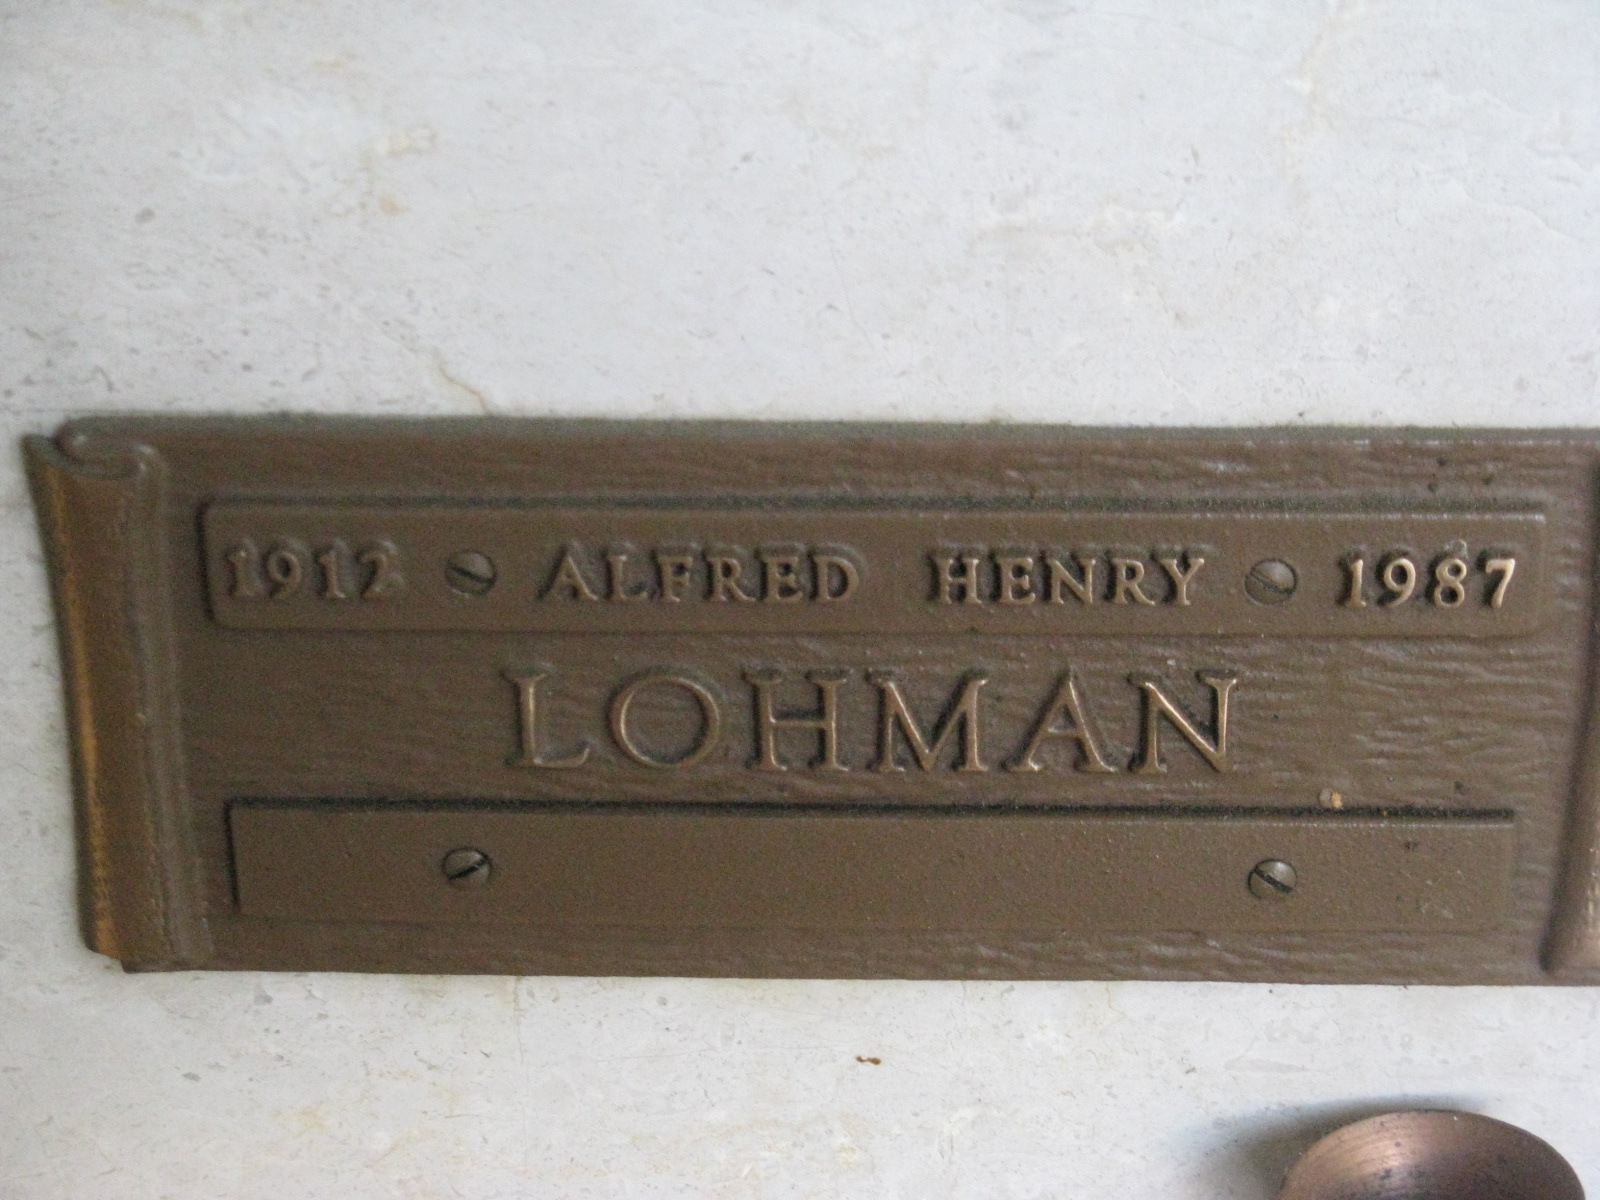 1912 ALFRED HENRY 1987
LOHMAN